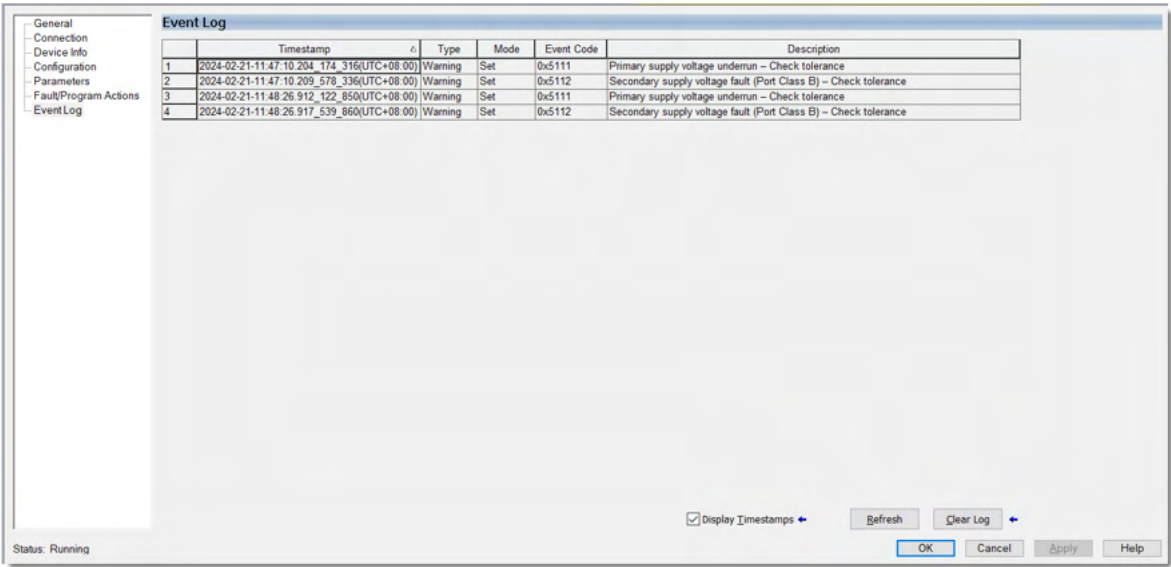 General
Connection
Device Info
Configuration
Parameters
Fault/Program Actions
Event Log
Event Log
Timestamp Type Mode Event Code Description
1 2024-02-21-11:47:10.204_174_316(UTC+08:00) Warning Set 0x5111 Primary supply voltage underrun – Check tolerance
2 2024-02-21-11:47:10.209_578_336(UTC+08:00) Warning Set 0x5112 Secondary supply voltage fault (Port Class B) – Check tolerance
3 2024-02-21-11:48:26.912_122_850(UTC+08:00) Warning Set 0x5111 Primary supply voltage underrun – Check tolerance
4 2024-02-21-11:48:26.917_539_860(UTC+08:00) Warning Set 0x5112 Secondary supply voltage fault (Port Class B) – Check tolerance
Display Timestamps Refresh Clear Log
Status: Running OK Cancel Apply Help